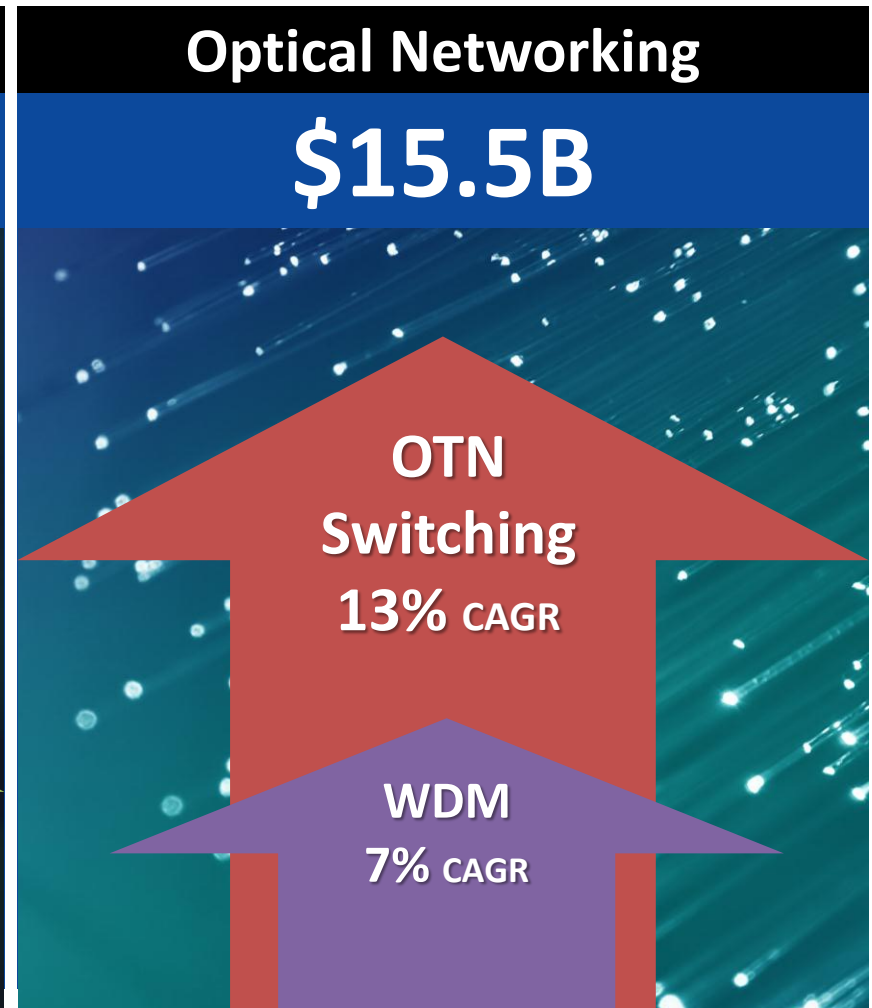 Optical Networking
$15.5B
OTN
Switching
13% CAGR
WDM
7% CAGR